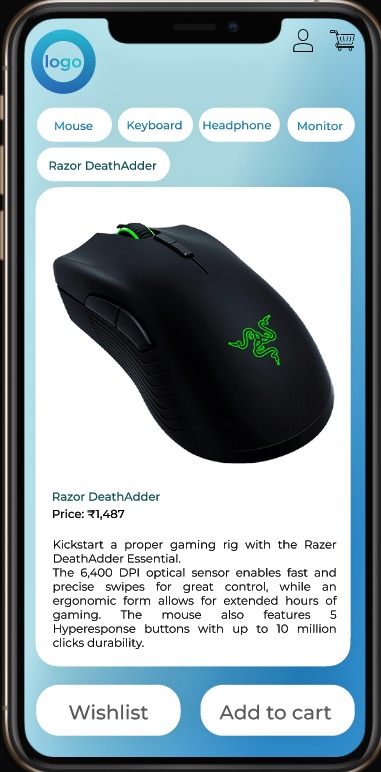 logo
Mouse
Keyboard
Headphone
Monitor
Razor DeathAdder
Razor DeathAdder
Price: ₹1,487
Kickstart a proper gaming rig with the Razer
DeathAdder Essential.
The 6,400 DPI optical sensor enables fast and
precise swipes for great control, while an
ergonomic form allows for extended hours of
gaming. The mouse also features 5
Hyperesponse buttons with up to 10 million
clicks durability.
Wishlist
Add to cart